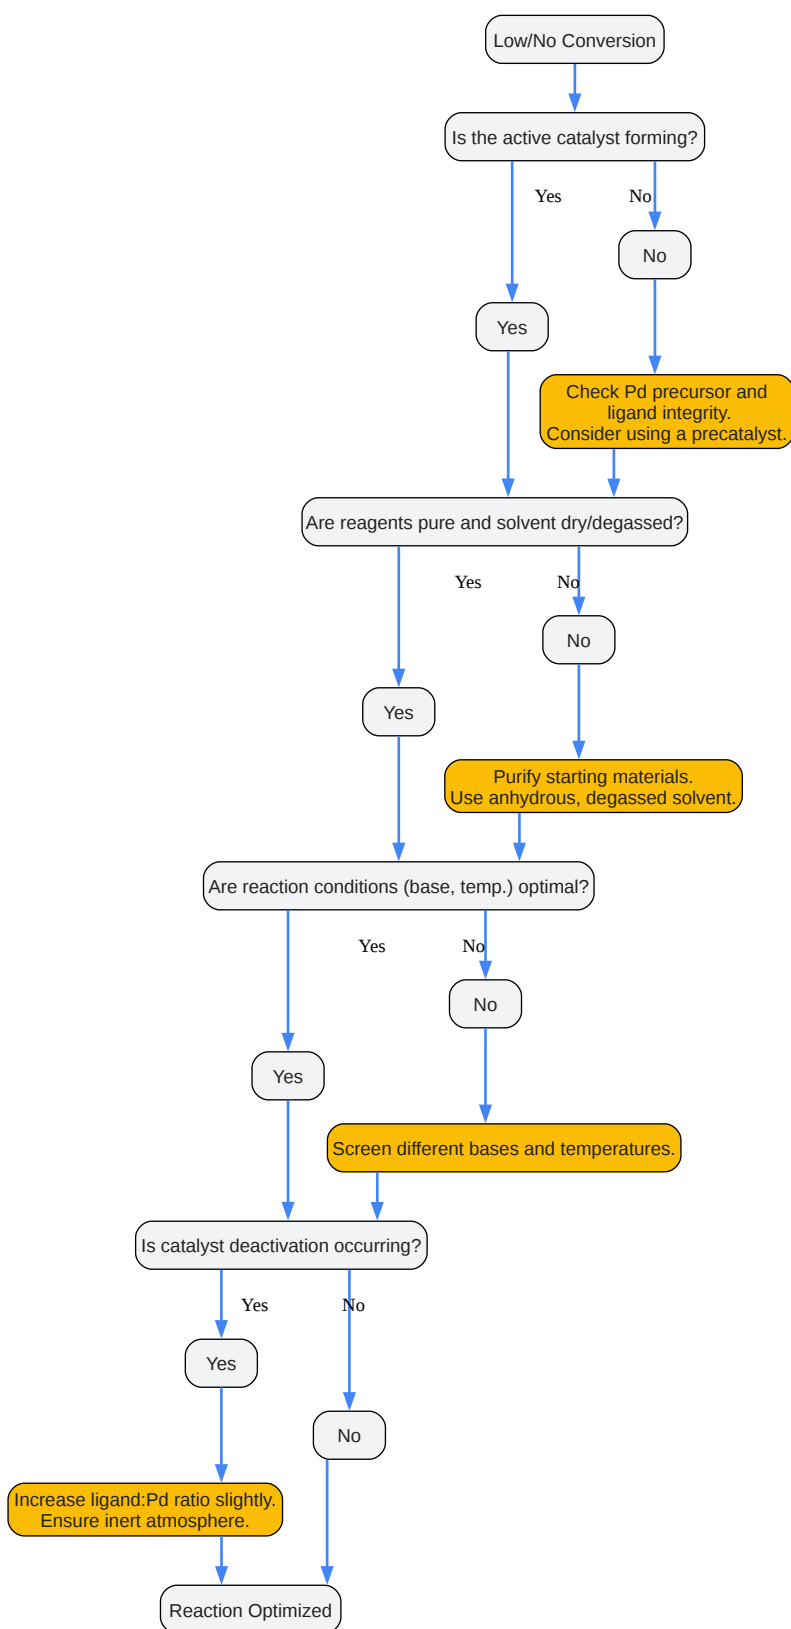 Low/No Conversion
Is the active catalyst forming?
Yes
No
No
Yes
Check Pd precursor and
ligand integrity.
Consider using a precatalyst.
Are reagents pure and solvent dry/degassed?
Yes
No
No
Yes
Purify starting materials.
Use anhydrous, degassed solvent.
Are reaction conditions (base, temp.) optimal?
Yes
No
No
Yes
Screen different bases and temperatures.
Is catalyst deactivation occurring?
Yes
No
Yes
No
Increase ligand:Pd ratio slightly.
Ensure inert atmosphere.
Reaction Optimized